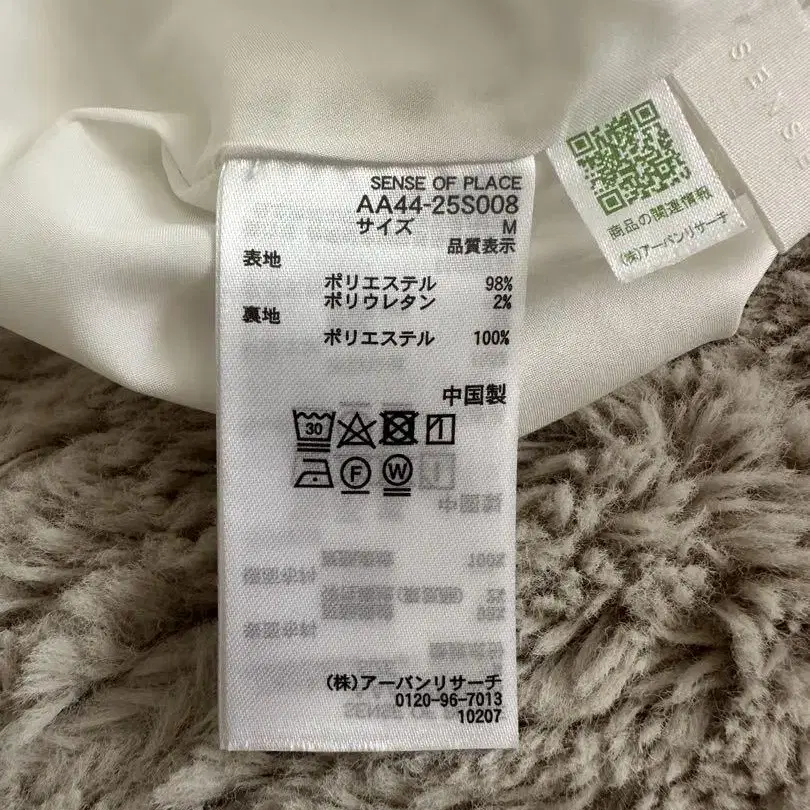 SENSE OF PLACE
AA44-25S008
サイズ M
品質表示
表地
ポリエステル 98%
ポリウレタン 2%
裏地
ポリエステル 100%
中国製
30
F W
(株)アーバンリサーチ
0120-96-7013
10207
商品の関連情報
(株)アーバンリサーチ
SENS